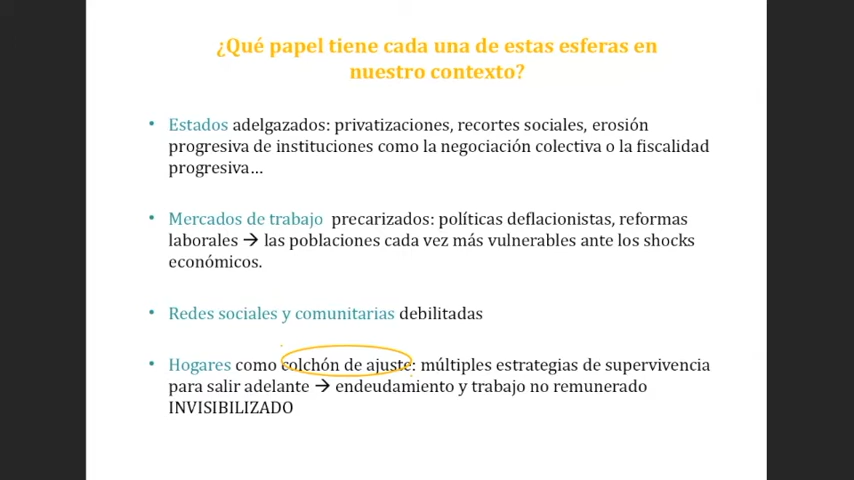 ¿Qué papel tiene cada una de estas esferas en
nuestro contexto?
• Estados adelgazados: privatizaciones, recortes sociales, erosión
progresiva de instituciones como la negociación colectiva o la fiscalidad
progresiva…
• Mercados de trabajo precarizados: políticas deflacionistas, reformas
laborales → las poblaciones cada vez más vulnerables ante los shocks
económicos.
• Redes sociales y comunitarias debilitadas
• Hogares como colchón de ajuste: múltiples estrategias de supervivencia
para salir adelante → endeudamiento y trabajo no remunerado
INVISIBILIZADO